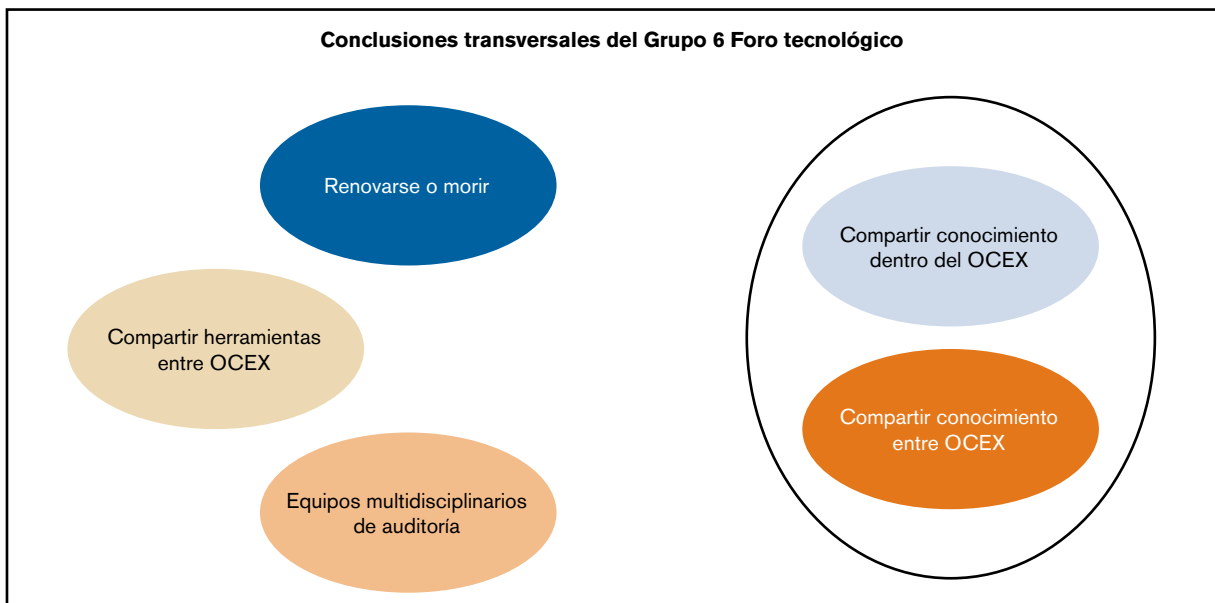 Conclusiones transversales del Grupo 6 Foro tecnológico
Renovarse o morir
Compartir herramientas
entre OCEX
Equipos multidisciplinarios
de auditoría
Compartir conocimiento
dentro del OCEX
Compartir conocimiento
entre OCEX